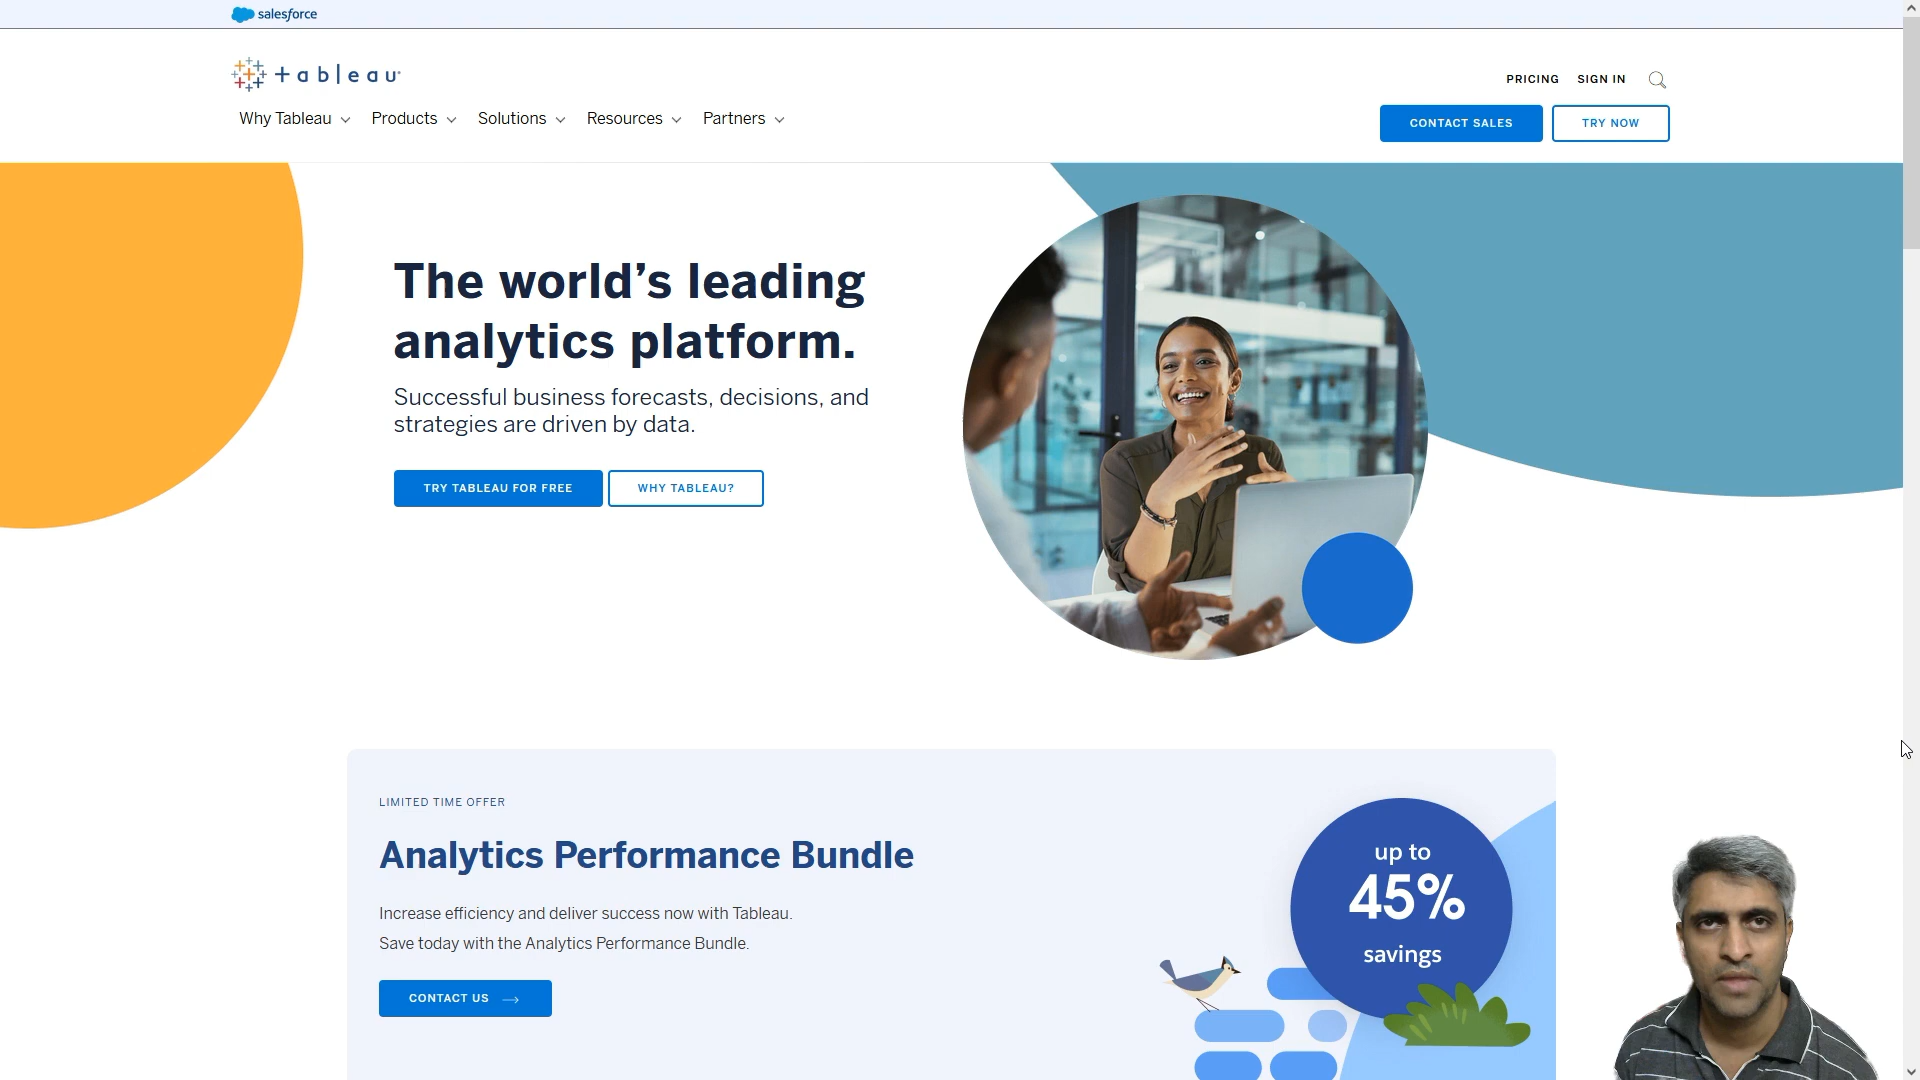 salesforce
tableau
PRICING
SIGN IN
Why Tableau
Products
Solutions
Resources
Partners
CONTACT SALES
TRY NOW
The world’s leading
analytics platform.
Successful business forecasts, decisions, and
strategies are driven by data.
TRY TABLEAU FOR FREE
WHY TABLEAU?
LIMITED TIME OFFER
Analytics Performance Bundle
Increase efficiency and deliver success now with Tableau.
Save today with the Analytics Performance Bundle.
CONTACT US
up to
45%
savings